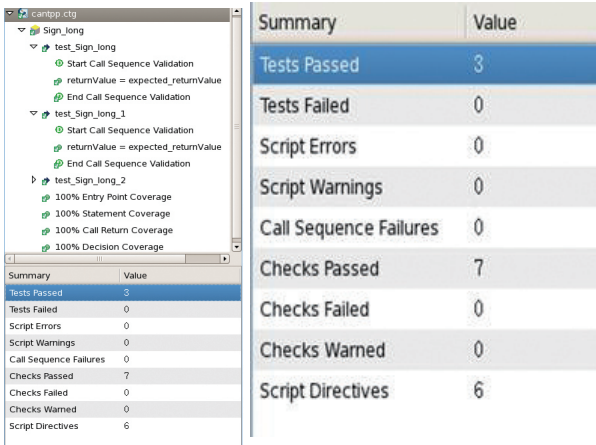 cantpp.ctg
Sign_long
test_Sign_long
Start Call Sequence Validation
returnValue = expected_returnValue
End Call Sequence Validation
test_Sign_long_1
Start Call Sequence Validation
returnValue = expected_returnValue
End Call Sequence Validation
test_Sign_long_2
100% Entry Point Coverage
100% Statement Coverage
100% Call Return Coverage
100% Decision Coverage
Summary Value
Tests Passed 3
Tests Failed 0
Script Errors 0
Script Warnings 0
Call Sequence Failures 0
Checks Passed 7
Checks Failed 0
Checks Warned 0
Script Directives 6
Summary Value
Tests Passed 3
Tests Failed 0
Script Errors 0
Script Warnings 0
Call Sequence Failures 0
Checks Passed 7
Checks Failed 0
Checks Warned 0
Script Directives 6